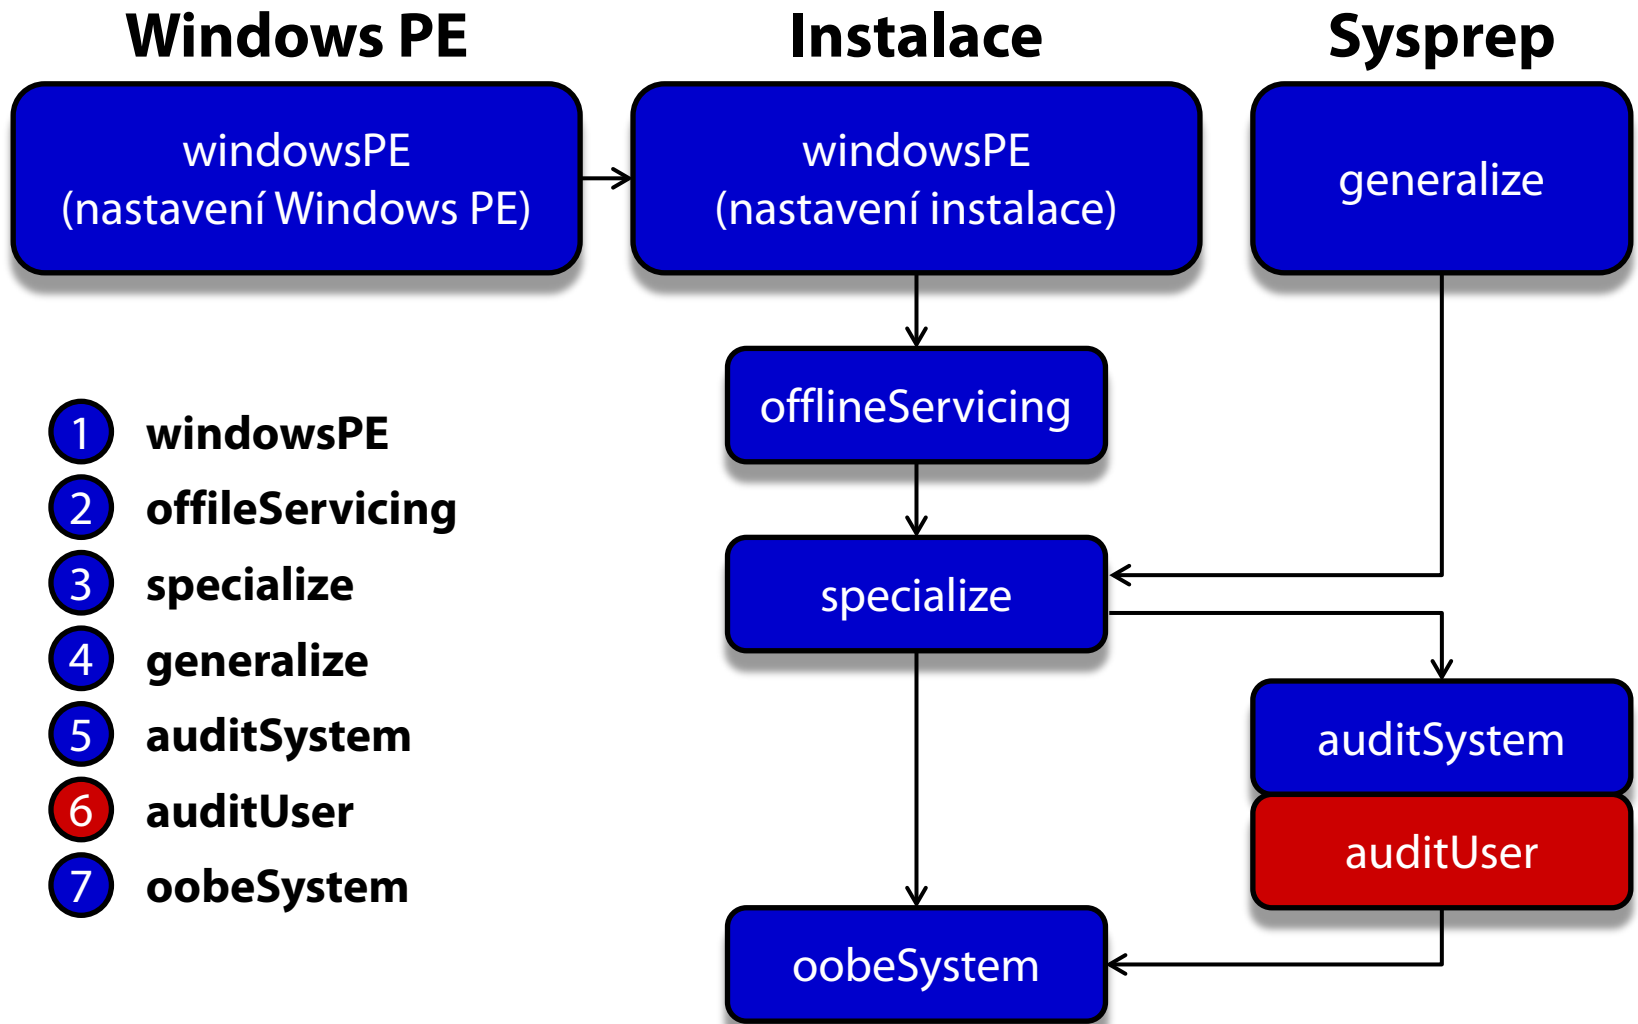 Windows PE
Instalace
Sysprep
windowsPE
(nastavení Windows PE)
windowsPE
(nastavení instalace)
generalize
offlineServicing
specialize
auditSystem
auditUser
oobeSystem
1 windowsPE
2 offileServicing
3 specialize
4 generalize
5 auditSystem
6 auditUser
7 oobeSystem